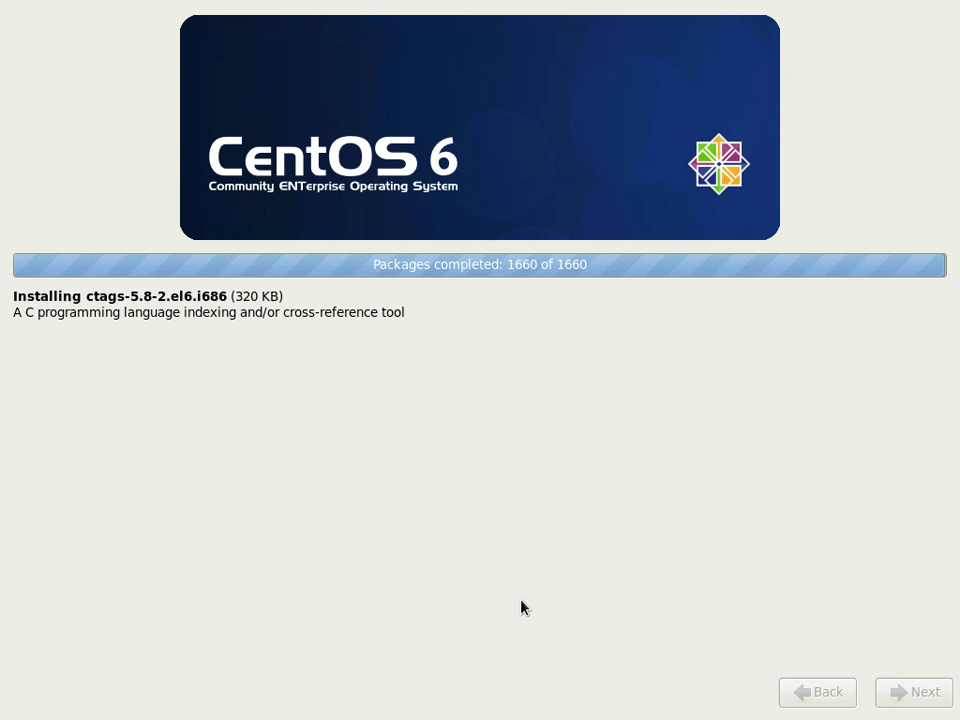 CentOS 6
Community ENTerprise Operating System
Packages completed: 1660 of 1660
Installing ctags-5.8-2.el6.i686 (320 KB)
A C programming language indexing and/or cross-reference tool
Back Next